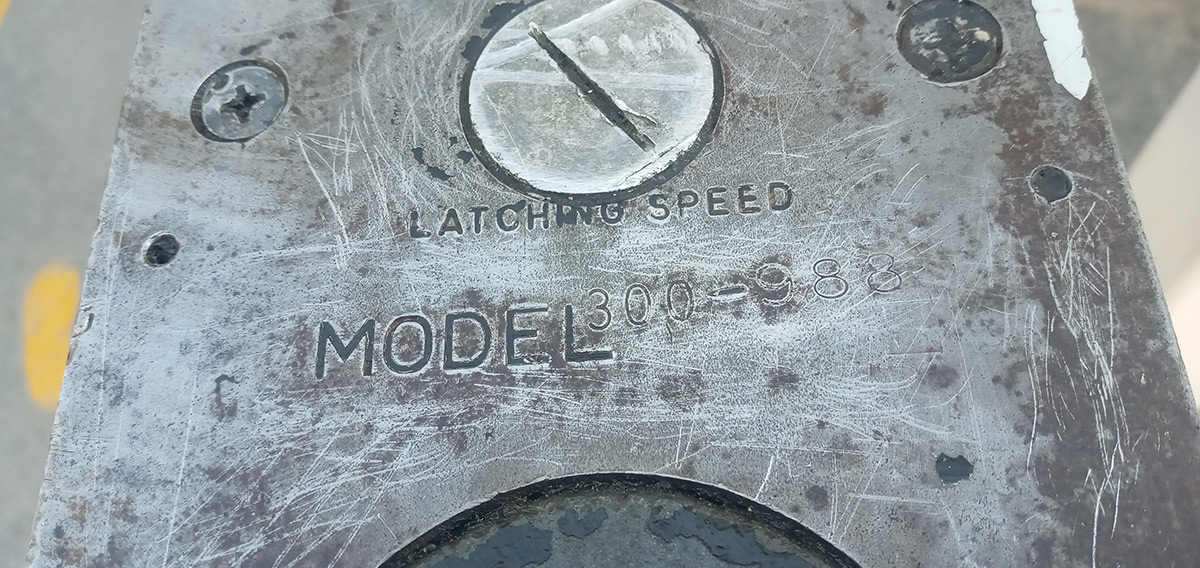 LATCHING SPEED
MODEL 300-988